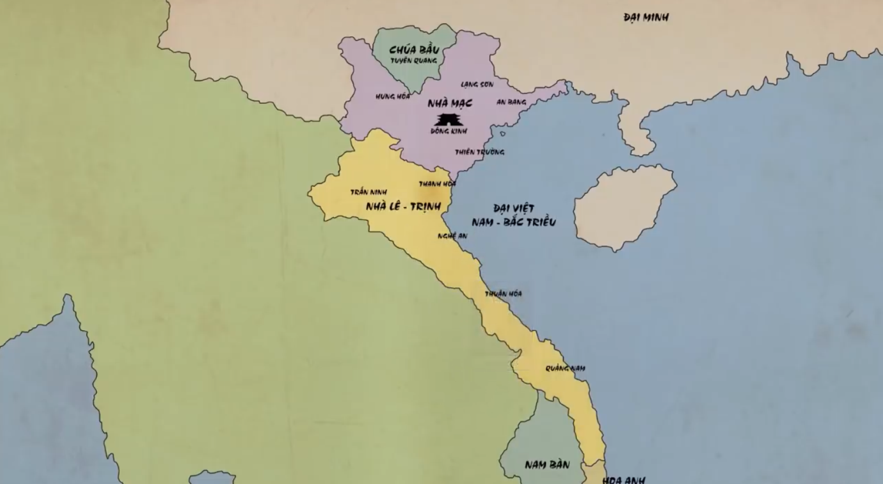 ĐẠI MINH
CHÚA BẦU
TUYÊN QUANG
LẠNG SƠN
HƯNG HÓA
NHÀ MẠC
AN BANG
ĐÔNG KINH
THIÊN TRƯỜNG
THANH HÓA
TRẤN NINH
NHÀ LÊ - TRỊNH
ĐẠI VIỆT
NAM - BẮC TRIỀU
NGHỆ AN
THUẬN HÓA
QUẢNG NAM
NAM BÀN
HOA ANH